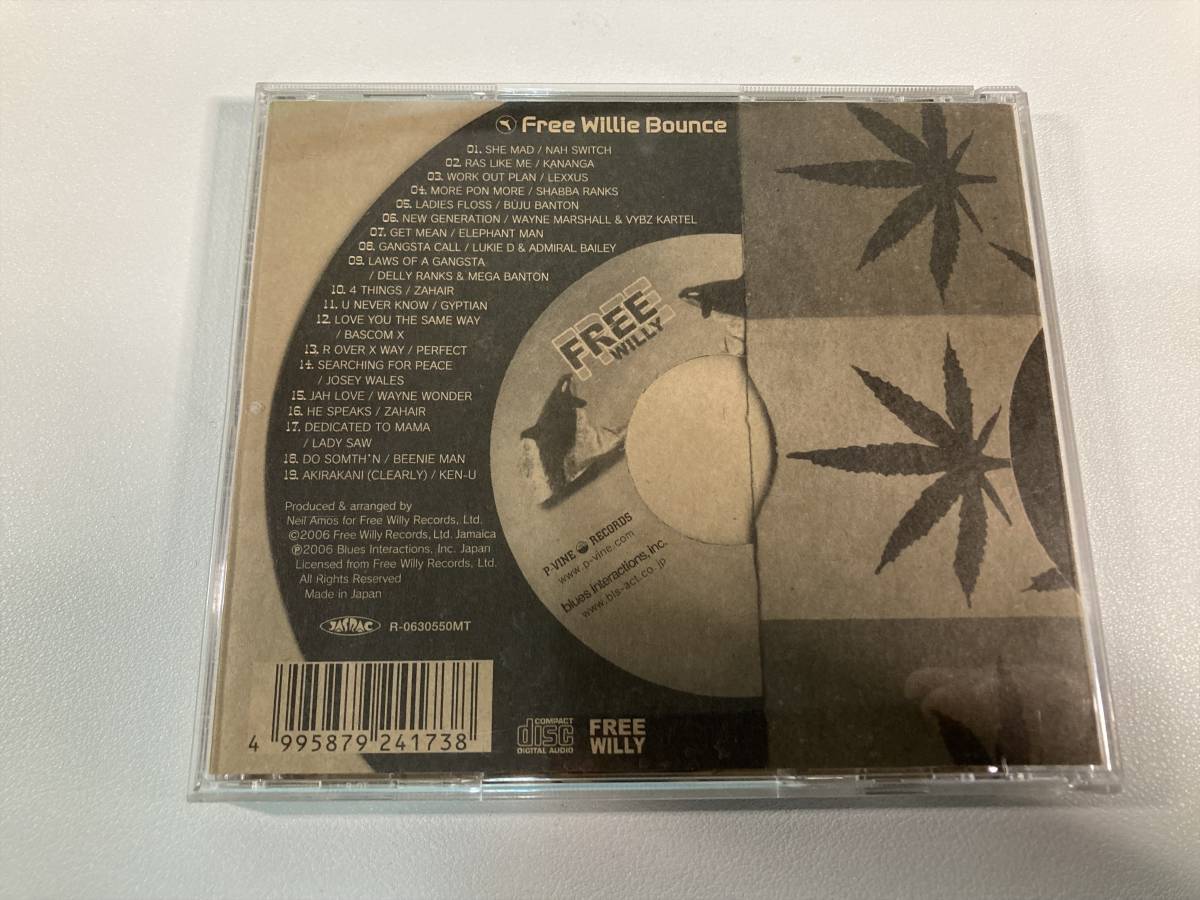 Free Willie Bounce
01. SHE MAD / NAH SWITCH
02. RAS LIKE ME / KANANGA
03. WORK OUT PLAN / LEXXUS
04. MORE PON MORE / SHABBA RANKS
05. LADIES FLOSS / BUJU BANTON
06. NEW GENERATION / WAYNE MARSHALL & VYBZ KARTEL
07. GET MEAN / ELEPHANT MAN
08. GANGSTA CALL / LUKIE D & ADMIRAL BAILEY
09. LAWS OF A GANGSTA
/ DELLY RANKS & MEGA BANTON
10. 4 THINGS / ZAHAIR
11. U NEVER KNOW / GYPTIAN
12. LOVE YOU THE SAME WAY
/ BASCOM X
13. R OVER X WAY / PERFECT
14. SEARCHING FOR PEACE
/ JOSEY WALES
15. JAH LOVE / WAYNE WONDER
16. HE SPEAKS / ZAHAIR
17. DEDICATED TO MAMA
/ LADY SAW
18. DO SOMTH'N / BEENIE MAN
19. AKIRAKANI (CLEARLY) / KEN-U
Produced & arranged by
Neil Amos for Free Willy Records, Ltd.
©2006 Free Willy Records, Ltd. Jamaica
℗2006 Blues Interactions, Inc. Japan
Licensed from Free Willy Records, Ltd.
All Rights Reserved
Made in Japan
JASRAC R-0630550MT
4 995879 241738
FREE
WILLY
P-VINE RECORDS
www.p-vine.com
blues interactions, inc.
www.bls-act.co.jp
COMPACT
disc
DIGITAL AUDIO
FREE
WILLY